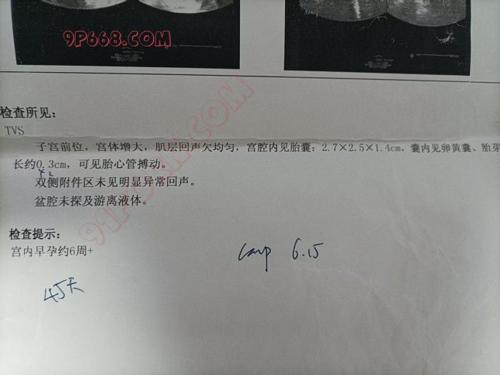 9P668.COM
检查所见：
TVS
子宫前位，宫体增大，肌层回声欠均匀，宫腔内见胎囊：2.7×2.5×1.4cm，囊内见卵黄囊、胎芽
长约0.3cm，可见胎心管搏动。
双侧附件区未见明显异常回声。
盆腔未探及游离液体。
检查提示：
宫内早孕约6周+
6.15
45天